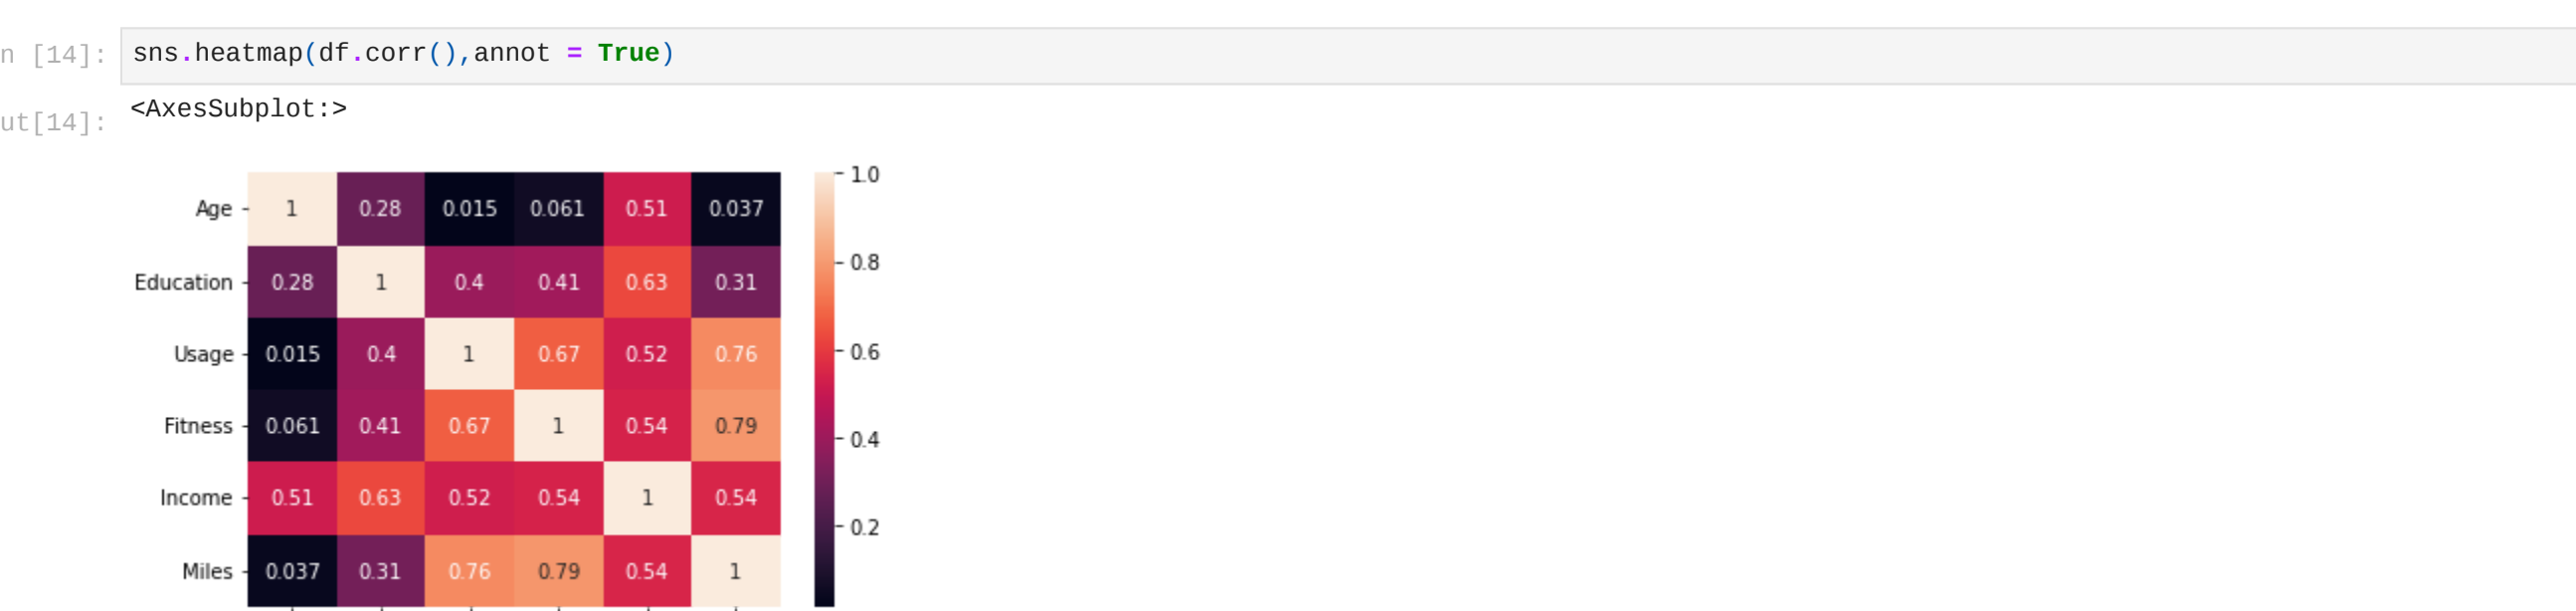 n [14]: sns.heatmap(df.corr(),annot = True)
ut[14]: <AxesSubplot:>
1.0
Age 1 0.28 0.015 0.061 0.51 0.037
0.8
Education 0.28 1 0.4 0.41 0.63 0.31
Usage 0.015 0.4 1 0.67 0.52 0.76
0.6
Fitness 0.061 0.41 0.67 1 0.54 0.79
0.4
Income 0.51 0.63 0.52 0.54 1 0.54
0.2
Miles 0.037 0.31 0.76 0.79 0.54 1